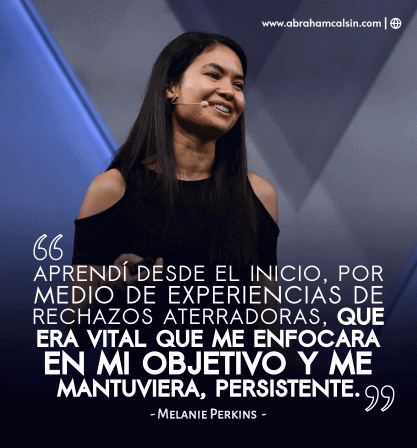 www.abrahamcalsin.com |
“
APRENDÍ DESDE EL INICIO, POR
MEDIO DE EXPERIENCIAS DE
RECHAZOS ATERRADORAS, QUE
ERA VITAL QUE ME ENFOCARA
EN MI OBJETIVO Y ME
MANTUVIERA, PERSISTENTE.
”
- MELANIE PERKINS -